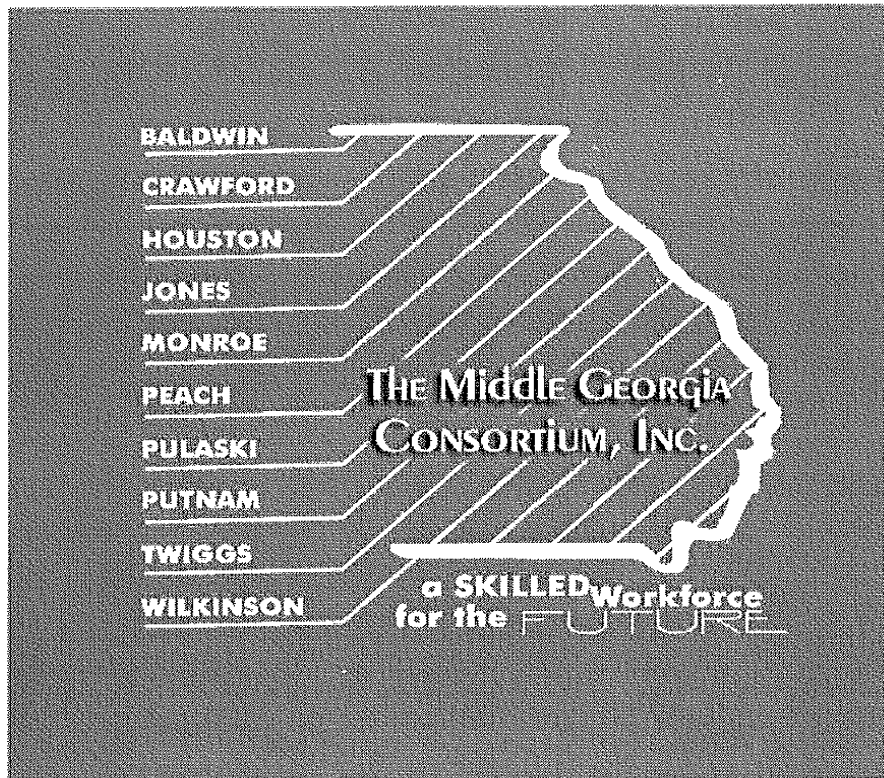 BALDWIN
CRAWFORD
HOUSTON
JONES
MONROE
PEACH
PULASKI
PUTNAM
TWIGGS
WILKINSON
The Middle Georgia
Consortium, Inc.
a SKILLED Workforce
for the FUTURE